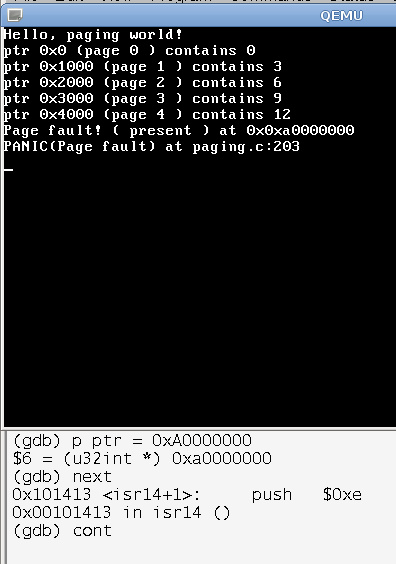 QEMU
Hello, paging world!
ptr 0x0 (page 0 ) contains 0
ptr 0x1000 (page 1 ) contains 3
ptr 0x2000 (page 2 ) contains 6
ptr 0x3000 (page 3 ) contains 9
ptr 0x4000 (page 4 ) contains 12
Page fault! ( present ) at 0x0xa0000000
PANIC(Page fault) at paging.c:203
(gdb) p ptr = 0xA0000000
$6 = (u32int *) 0xa0000000
(gdb) next
0x101413 <isr14+1>: push $0xe
0x00101413 in isr14 ()
(gdb) cont